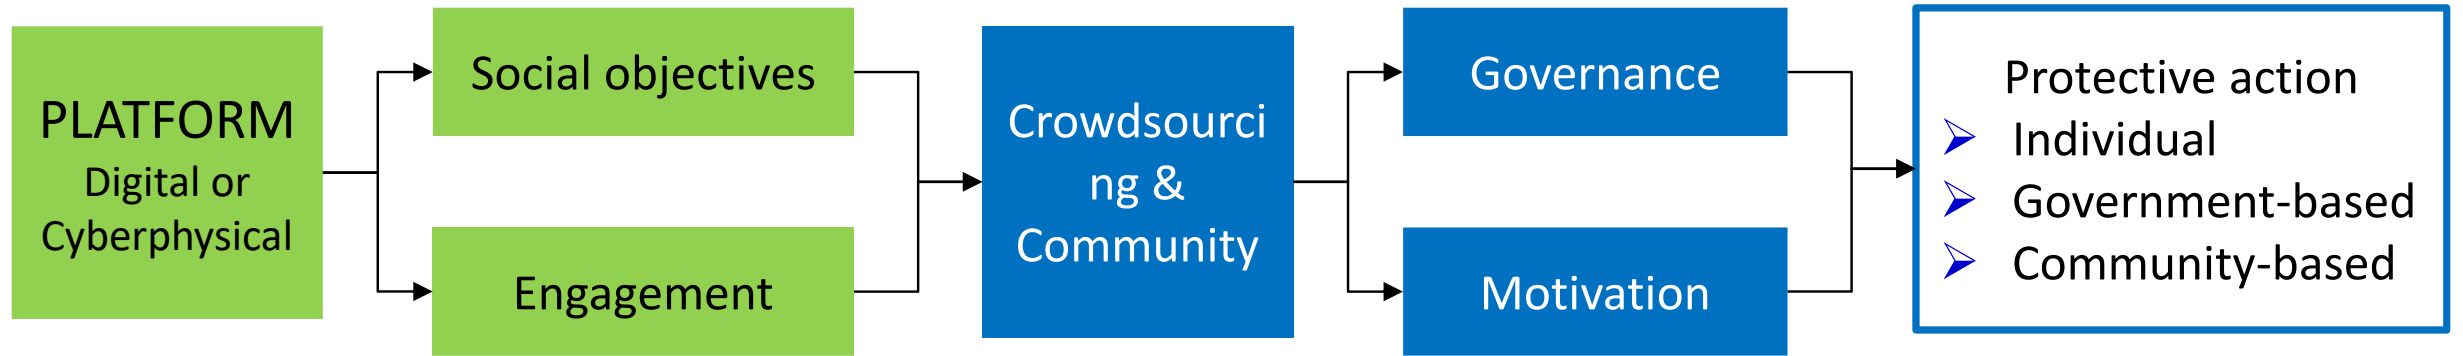 PLATFORM
Digital or
Cyberphysical
Social objectives
Engagement
Crowdsourci
ng &
Community
Governance
Motivation
Protective action
Individual
Government-based
Community-based